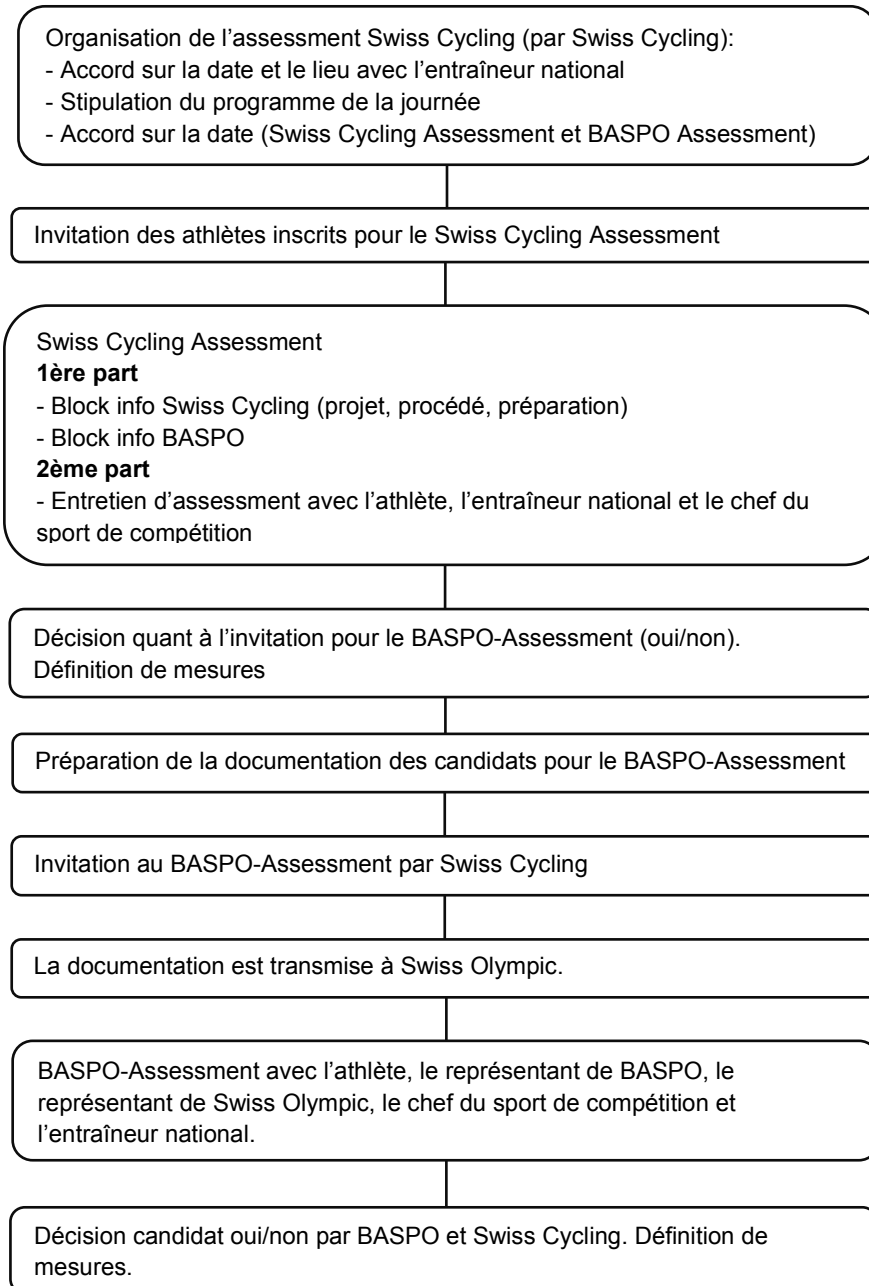 Organisation de l’assessment Swiss Cycling (par Swiss Cycling):
- Accord sur la date et le lieu avec l’entraîneur national
- Stipulation du programme de la journée
- Accord sur la date (Swiss Cycling Assessment et BASPO Assessment)
Invitation des athlètes inscrits pour le Swiss Cycling Assessment
Swiss Cycling Assessment
1ère part
- Block info Swiss Cycling (projet, procédé, préparation)
- Block info BASPO
2ème part
- Entretien d’assessment avec l’athlète, l’entraîneur national et le chef du
sport de compétition
Décision quant à l’invitation pour le BASPO-Assessment (oui/non).
Définition de mesures
Préparation de la documentation des candidats pour le BASPO-Assessment
Invitation au BASPO-Assessment par Swiss Cycling
La documentation est transmise à Swiss Olympic.
BASPO-Assessment avec l’athlète, le représentant de BASPO, le
représentant de Swiss Olympic, le chef du sport de compétition et
l’entraîneur national.
Décision candidat oui/non par BASPO et Swiss Cycling. Définition de
mesures.